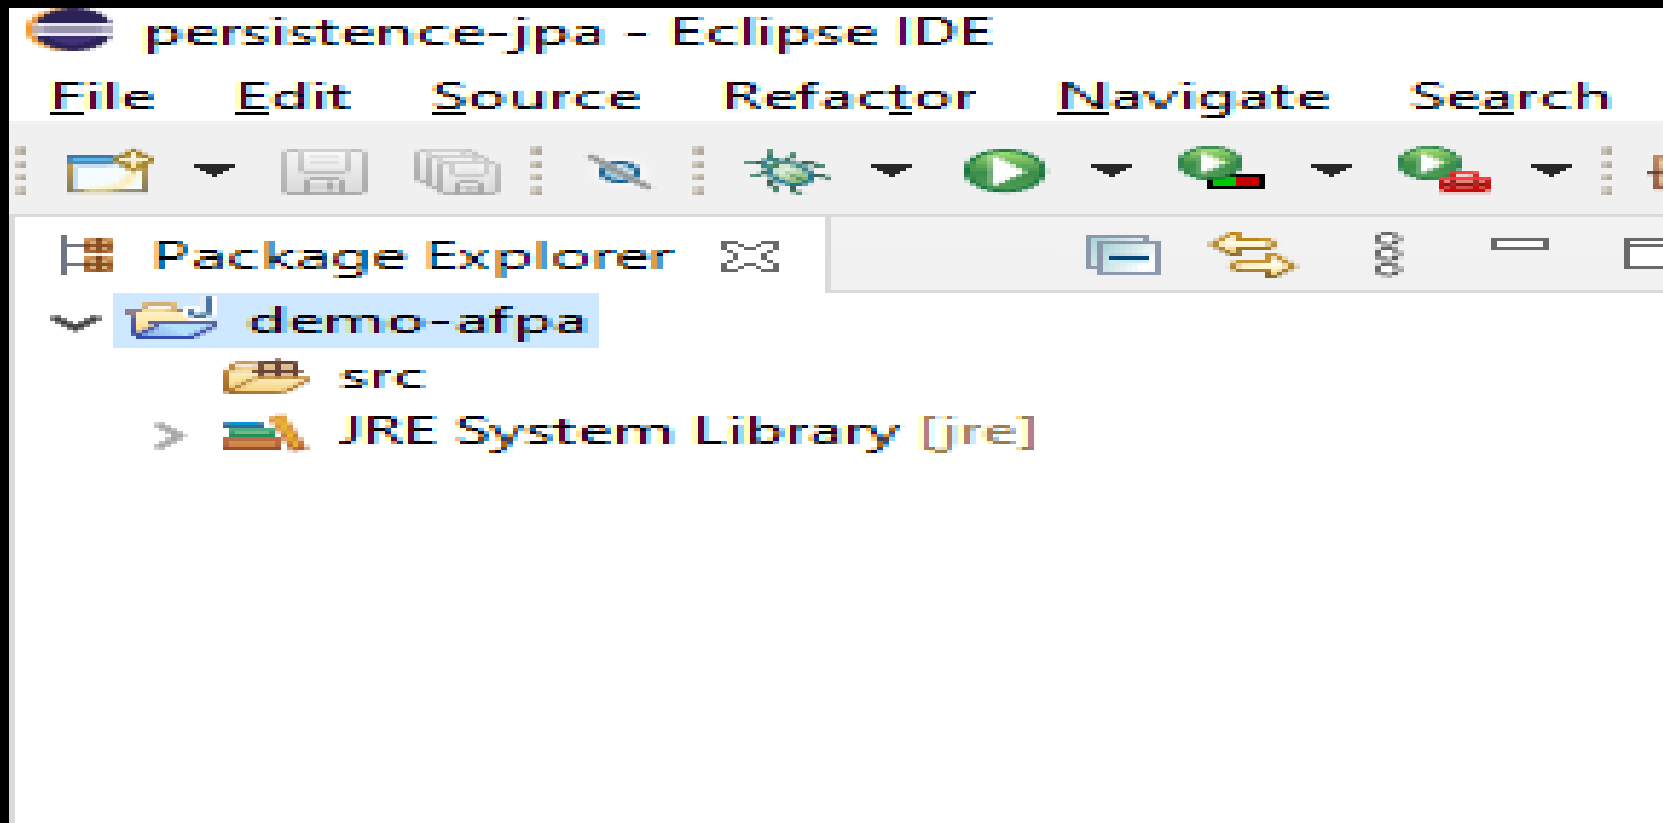 persistence-jpa - Eclipse IDE
File Edit Source Refactor Navigate Search
Package Explorer
demo-afpa
src
JRE System Library [jre]